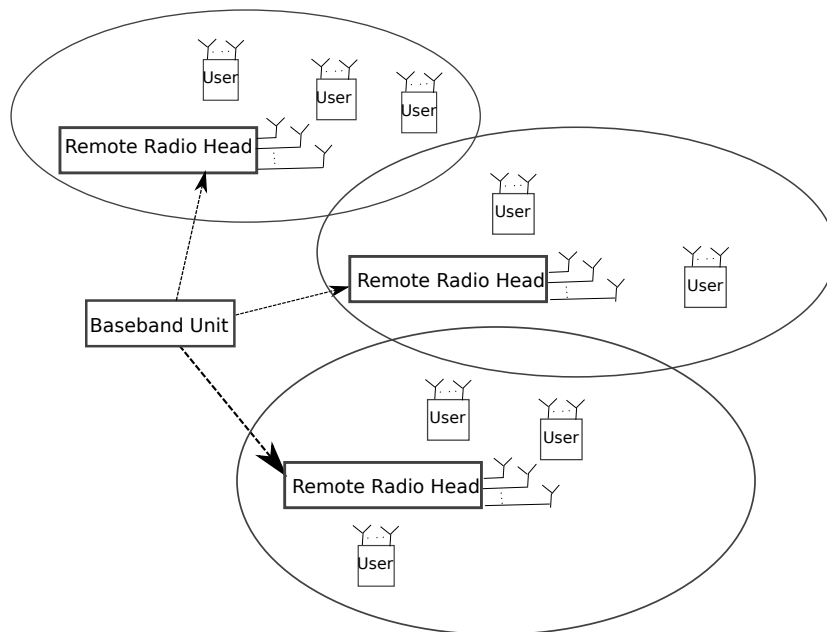 User
User
User
Remote Radio Head
User
Remote Radio Head
User
Baseband Unit
User
User
Remote Radio Head
User